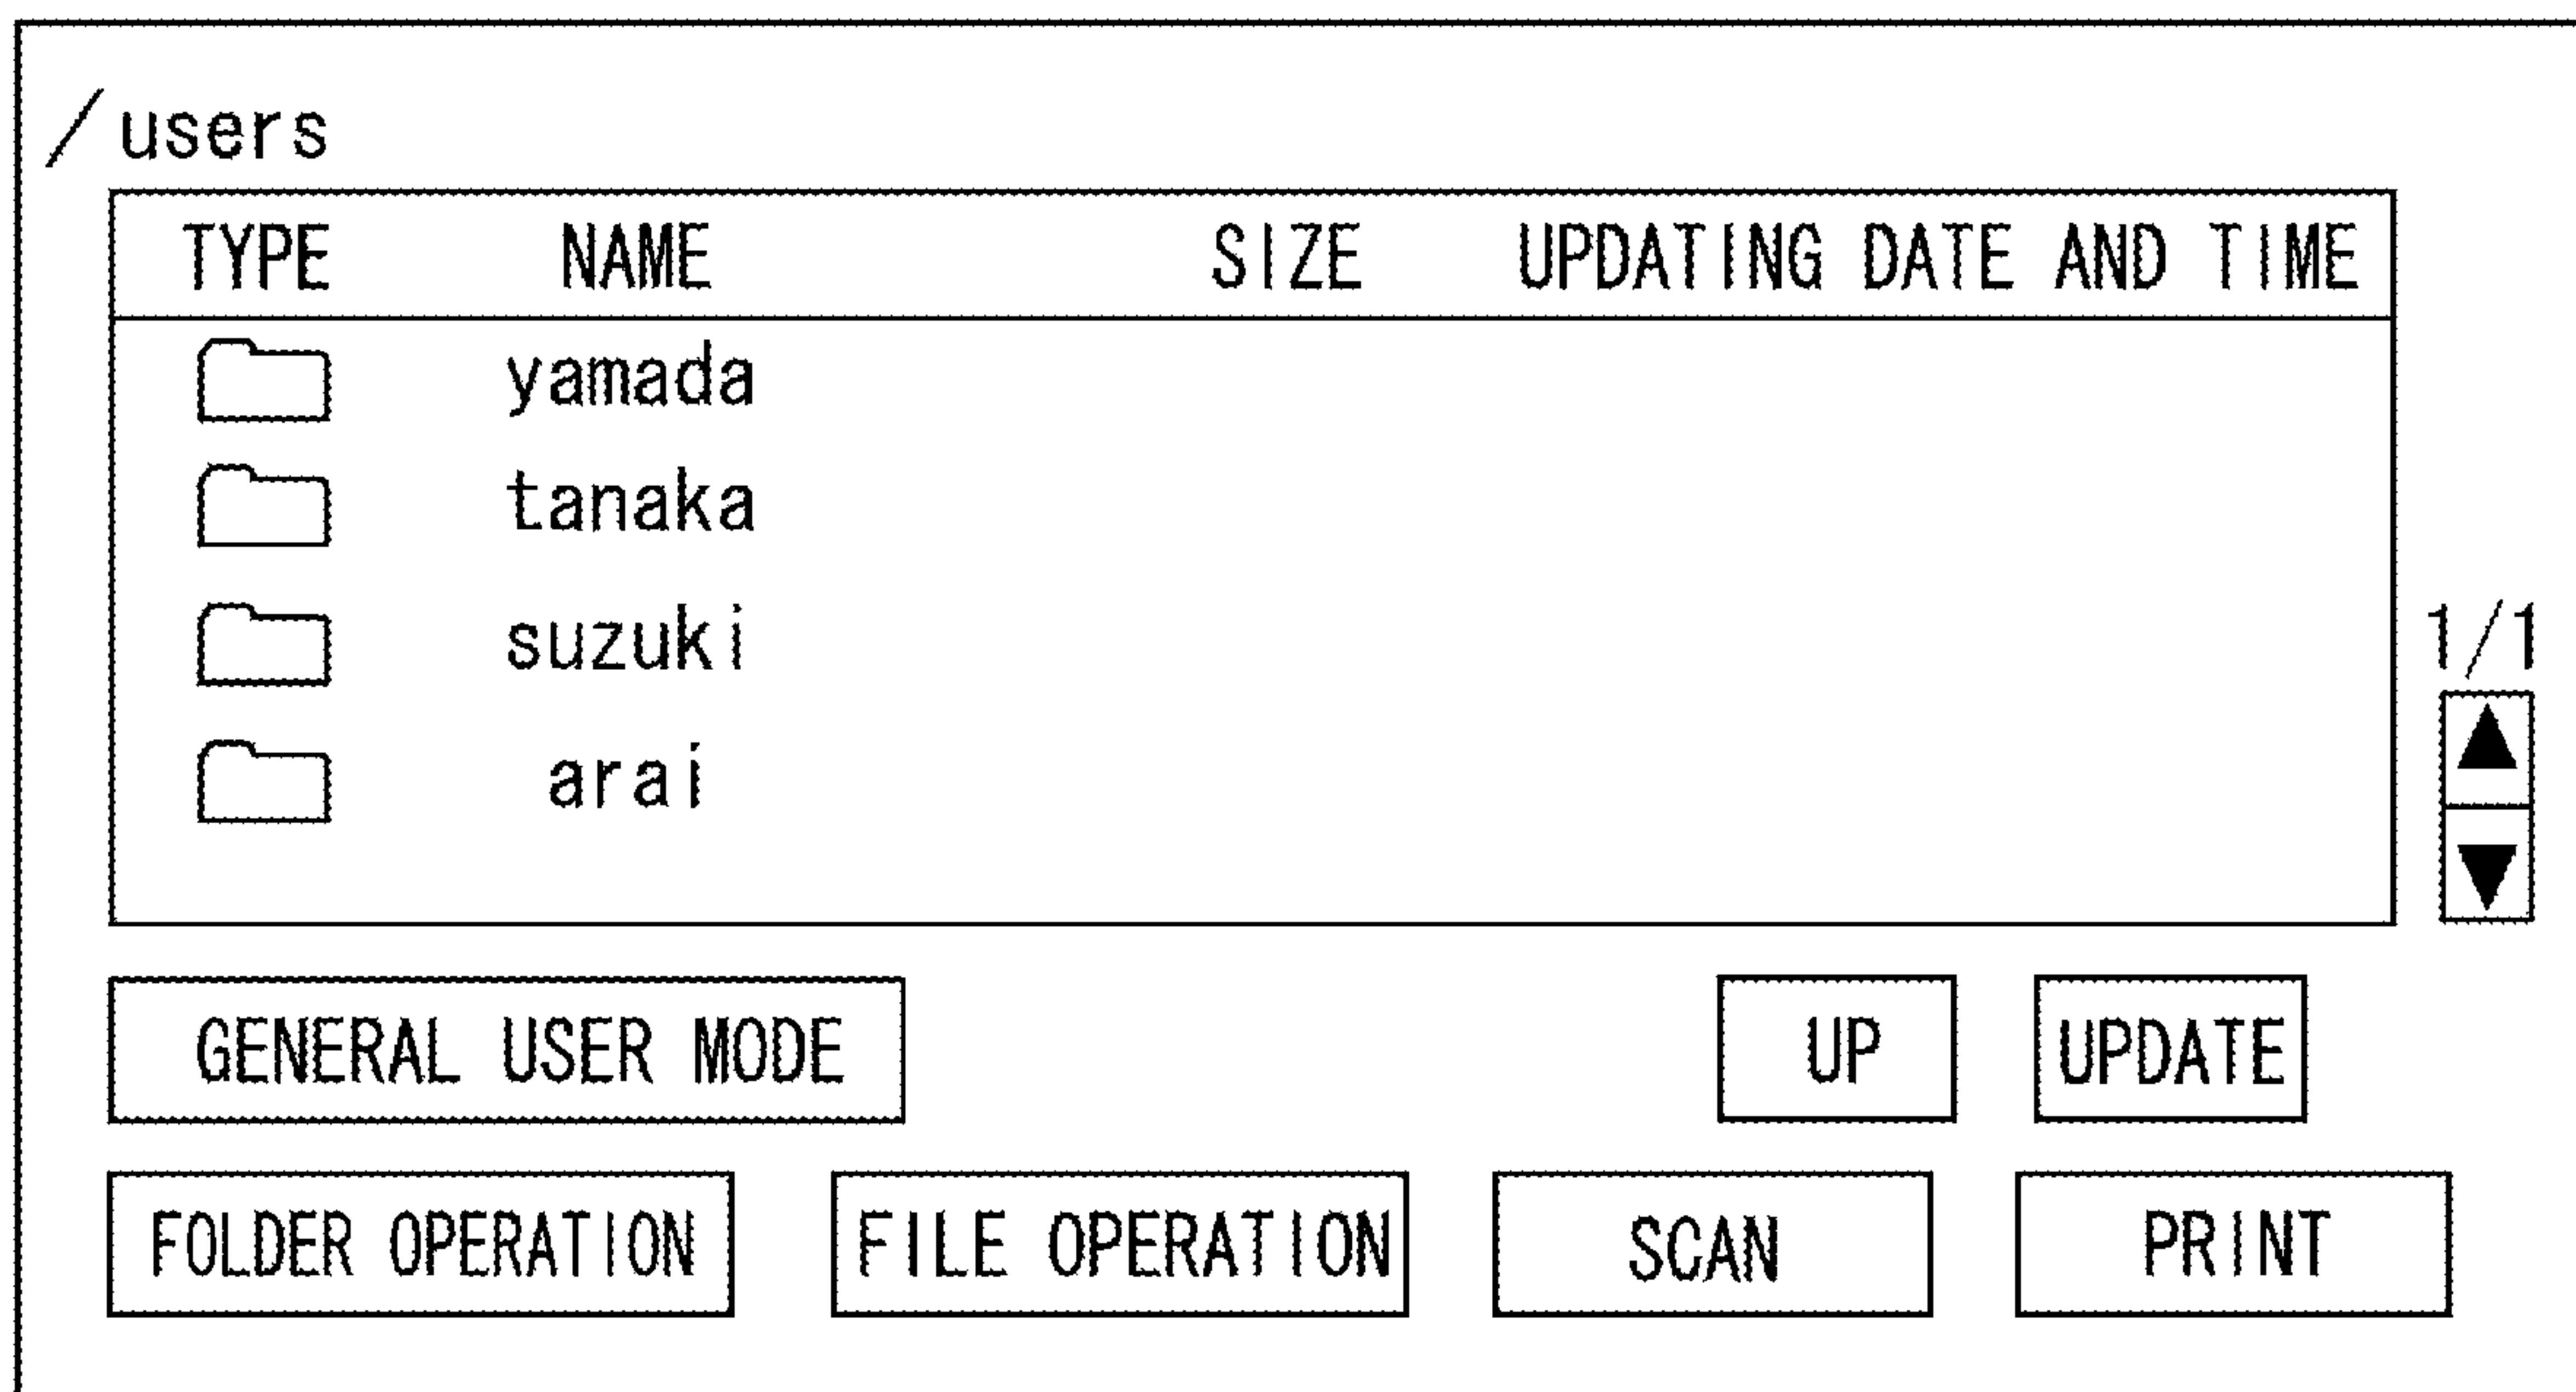 /users
TYPE NAME SIZE UPDATING DATE AND TIME
yamada
tanaka
suzuki
1/1
arai
GENERAL USER MODE UP UPDATE
FOLDER OPERATION FILE OPERATION SCAN PRINT